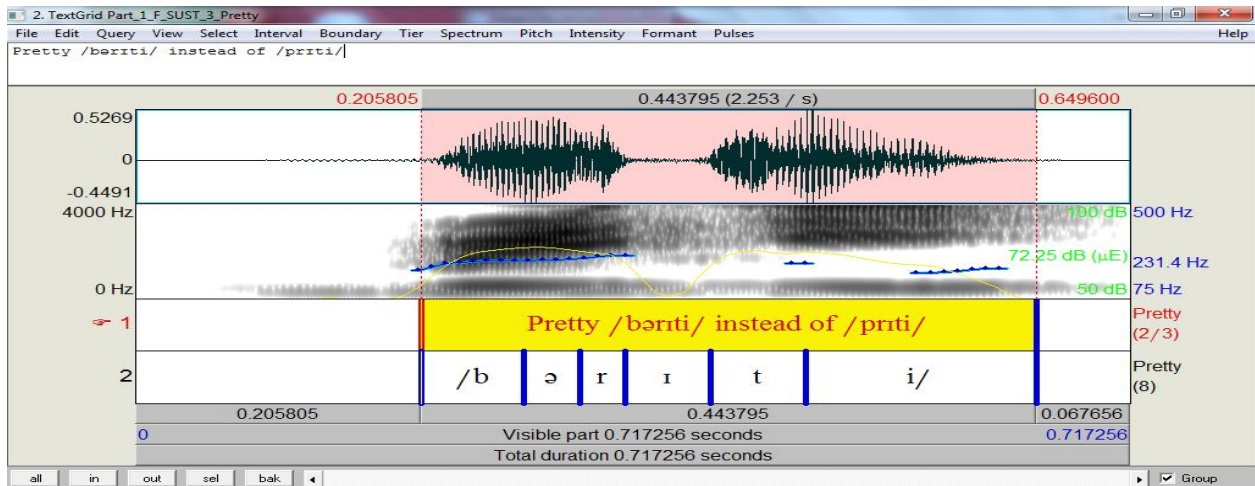 2. TextGrid Part_1_F_SUST_3_Pretty
File Edit Query View Select Interval Boundary Tier Spectrum Pitch Intensity Formant Pulses Help
Pretty /bərɪti/ instead of /prɪti/
0.205805 0.443795 (2.253 / s) 0.649600
0.5269
0
-0.4491
4000 Hz 100 dB 500 Hz
72.25 dB (µE) 231.4 Hz
0 Hz 50 dB 75 Hz
1 Pretty /bərɪti/ instead of /prɪti/ Pretty (2/3)
2 /b ə r ɪ t i/ Pretty (8)
0.205805 0.443795 0.067656
0 Visible part 0.717256 seconds 0.717256
Total duration 0.717256 seconds
all in out sel bak Group